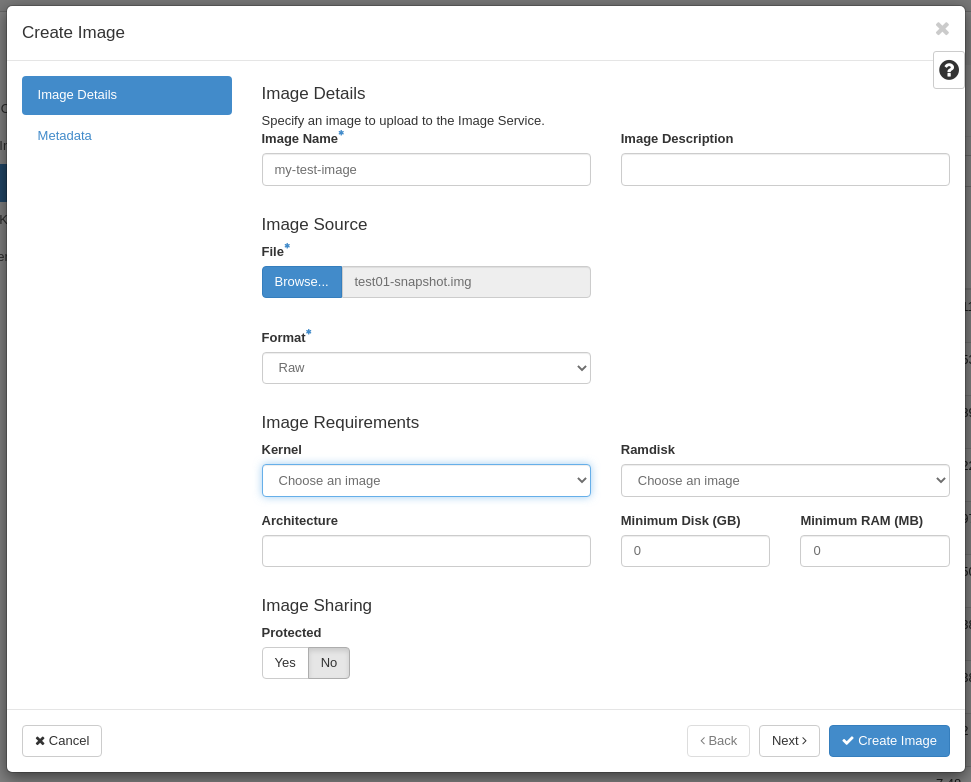 Create Image
Image Details
Metadata
Image Details
Specify an image to upload to the Image Service.
Image Name*
Image Description
my-test-image
Image Source
File*
Browse...
test01-snapshot.img
Format*
Raw
Image Requirements
Kernel
Ramdisk
Choose an image
Choose an image
Architecture
Minimum Disk (GB)
Minimum RAM (MB)
0
0
Image Sharing
Protected
Yes
No
Cancel
< Back
Next >
Create Image